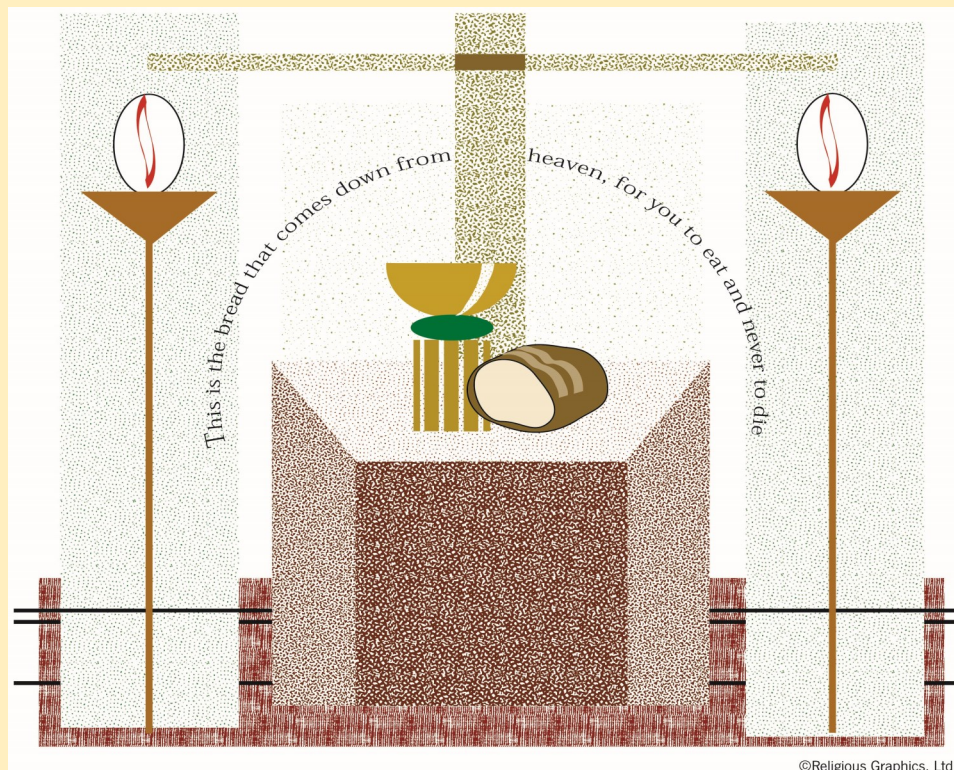 This is the bread that comes down from heaven, for you to eat and never to die
©Religious Graphics, Ltd